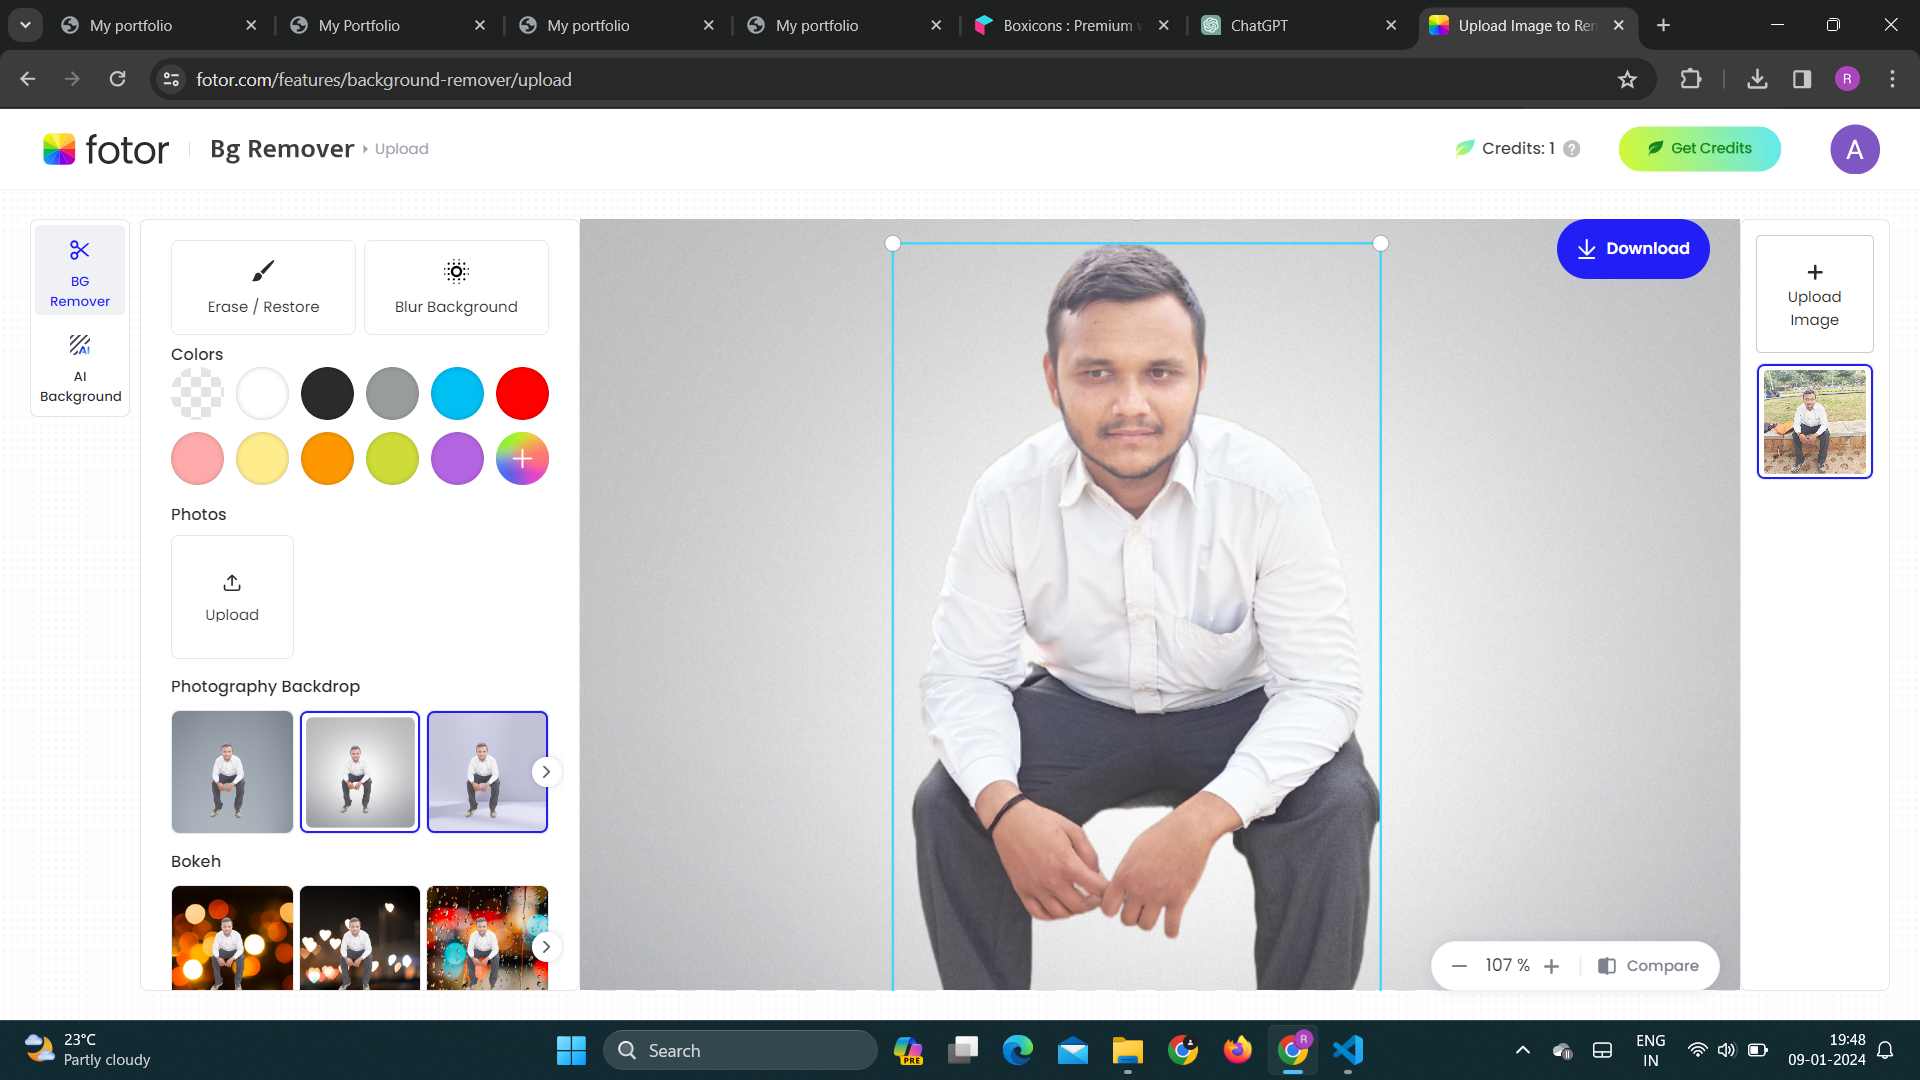 My portfolio
My Portfolio
My portfolio
My portfolio
Boxicons : Premium
ChatGPT
Upload Image to Rer
fotor.com/features/background-remover/upload
R
fotor
Bg Remover
Upload
Credits: 1
?
Get Credits
A
BG
Remover
AI
AI
Background
Erase / Restore
Blur Background
Colors
Photos
Upload
Photography Backdrop
Bokeh
Download
Upload
Image
107 %
Compare
23°C
Partly cloudy
Search
PRE
R
ENG
IN
19:48
09-01-2024